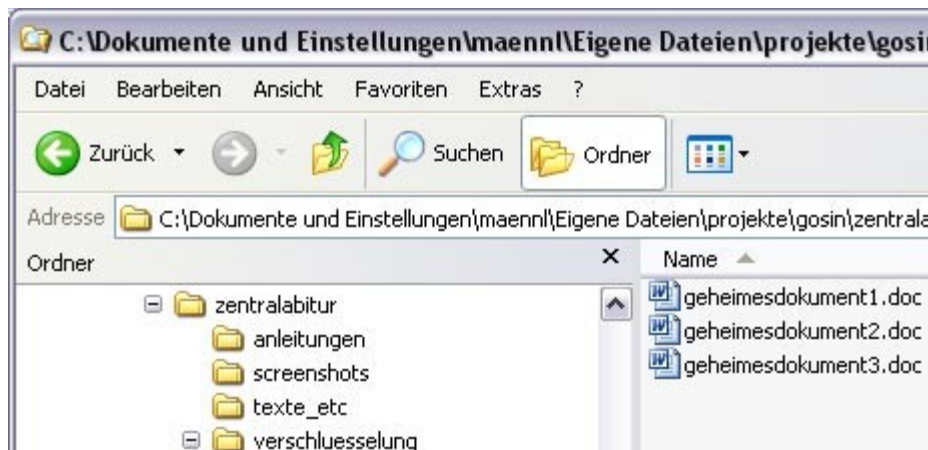 C:\Dokumente und Einstellungen\maennl\Eigene Dateien\projekte\gosin
Datei Bearbeiten Ansicht Favoriten Extras ?
Zurück Suchen Ordner
Adresse C:\Dokumente und Einstellungen\maennl\Eigene Dateien\projekte\gosin\zentrala
Ordner
Name
zentralabitur
anleitungen
screenshots
texte_etc
verschluesselung
geheimesdokument1.doc
geheimesdokument2.doc
geheimesdokument3.doc